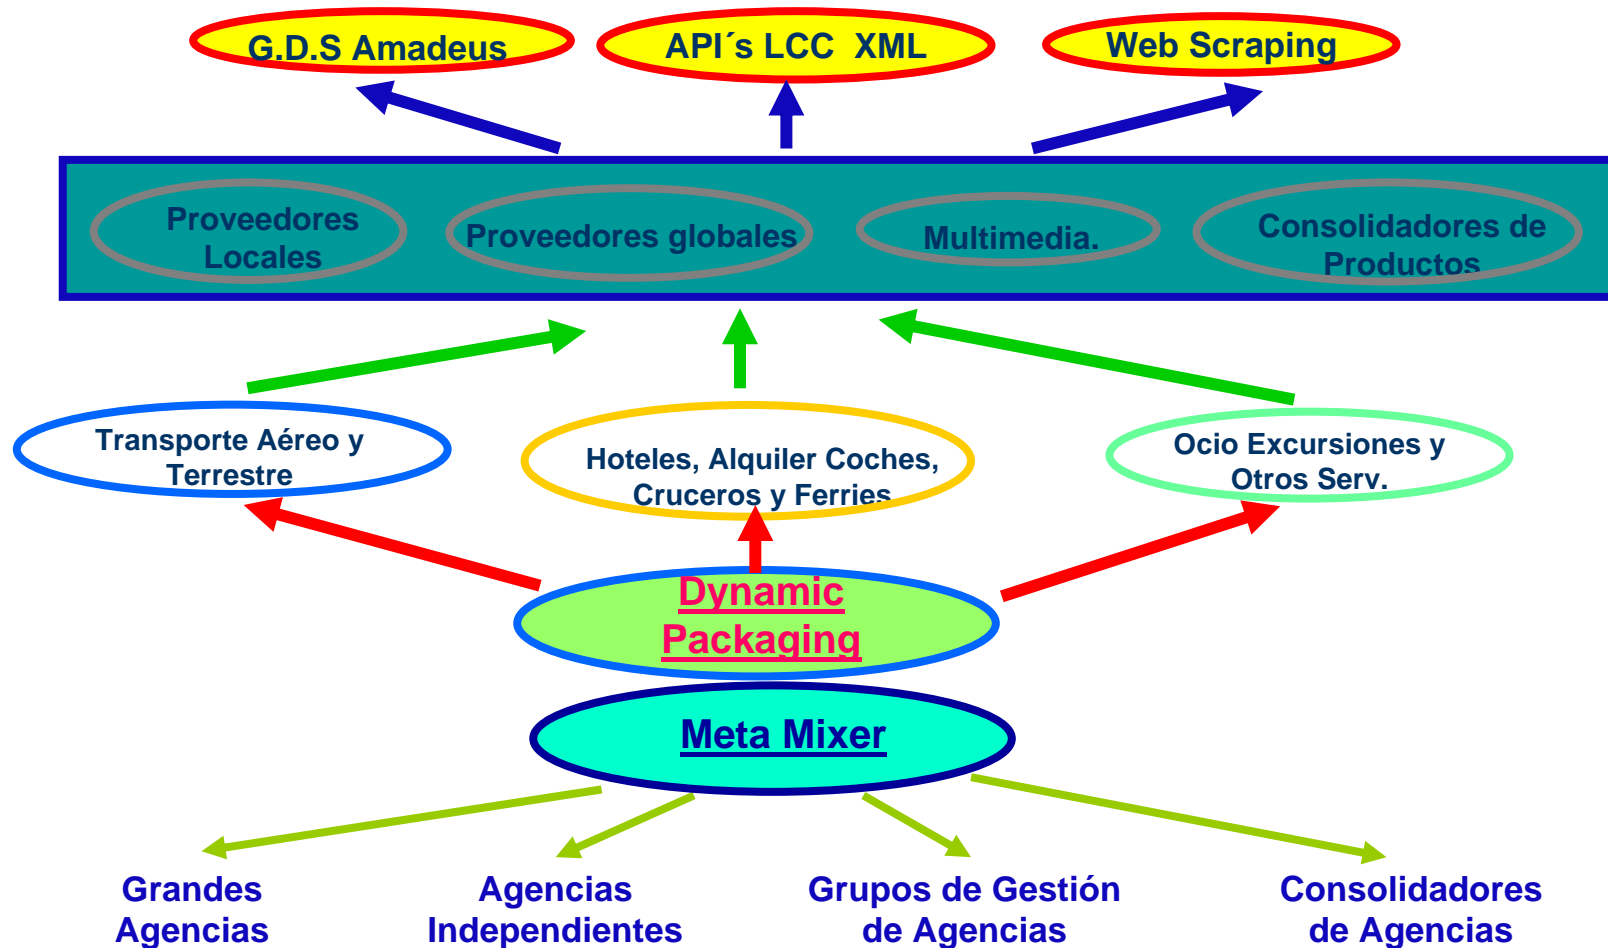 G.D.S Amadeus
API´s LCC XML
Web Scraping
Proveedores
Locales
Proveedores globales
Multimedia.
Consolidadores de
Productos
Transporte Aéreo y
Terrestre
Hoteles, Alquiler Coches,
Cruceros y Ferries
Ocio Excursiones y
Otros Serv.
Dynamic
Packaging
Meta Mixer
Grandes
Agencias
Agencias
Independientes
Grupos de Gestión
de Agencias
Consolidadores
de Agencias